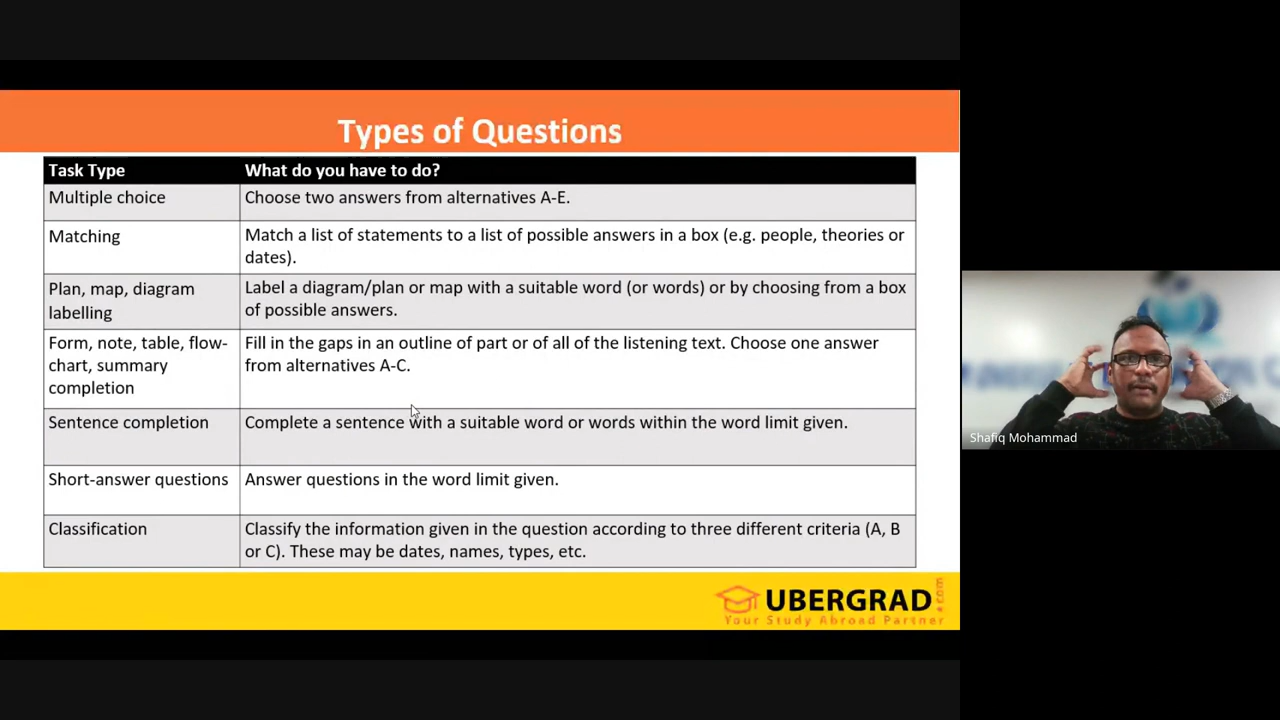 Types of Questions
Task Type
What do you have to do?
Multiple choice
Choose two answers from alternatives A-E.
Matching
Match a list of statements to a list of possible answers in a box (e.g. people, theories or
dates).
Plan, map, diagram
labelling
Label a diagram/plan or map with a suitable word (or words) or by choosing from a box
of possible answers.
Form, note, table, flow-
chart, summary
completion
Fill in the gaps in an outline of part or of all of the listening text. Choose one answer
from alternatives A-C.
Sentence completion
Complete a sentence with a suitable word or words within the word limit given.
Short-answer questions
Answer questions in the word limit given.
Classification
Classify the information given in the question according to three different criteria (A, B
or C). These may be dates, names, types, etc.
UBERGRAD
.com
Your Study Abroad Partner
Shafiq Mohammad